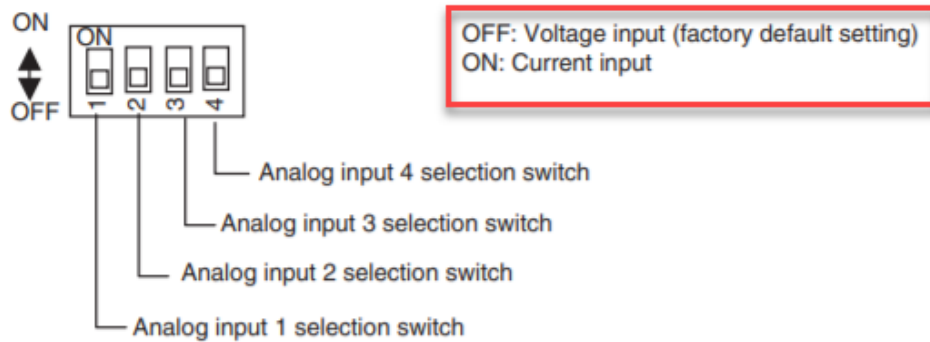 ON
ON
OFF
1 2 3 4
OFF: Voltage input (factory default setting)
ON: Current input
Analog input 4 selection switch
Analog input 3 selection switch
Analog input 2 selection switch
Analog input 1 selection switch